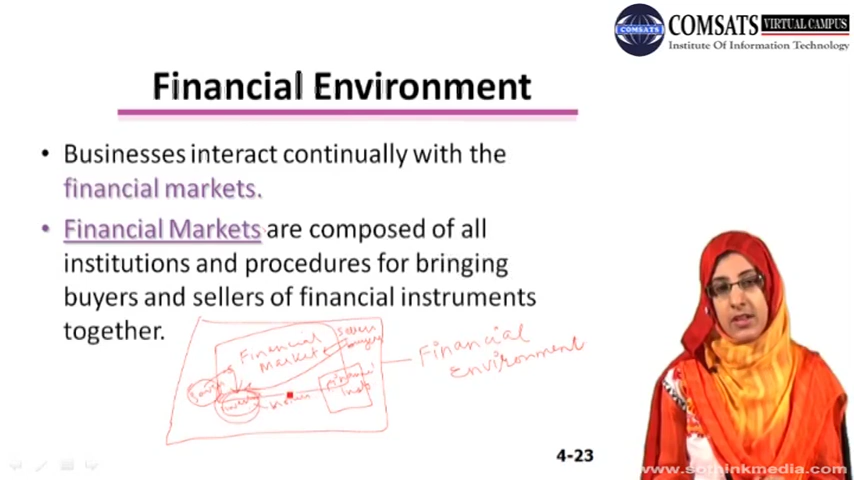 COMSATS VIRTUAL CAMPUS
COMSATS
Institute Of Information Technology
Financial Environment
• Businesses interact continually with the
financial markets.
• Financial Markets are composed of all
institutions and procedures for bringing
buyers and sellers of financial instruments
together.
Financial
Market
Financial
Environment
4-23
www.sominkmedia.com